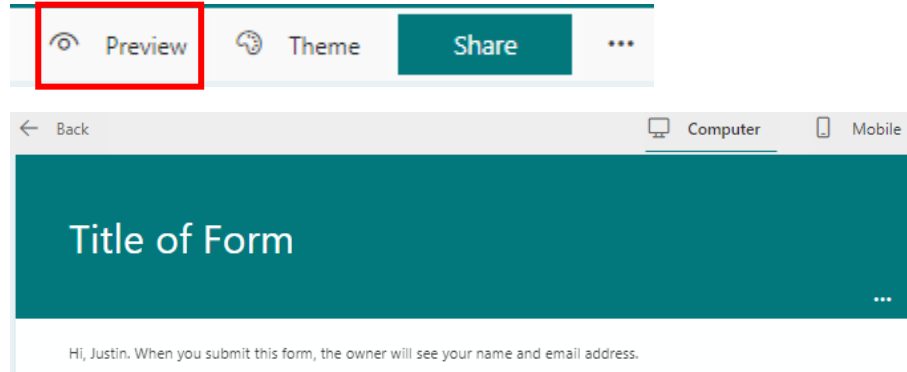 Preview Theme Share ...
Back Computer Mobile
Title of Form
...
Hi, Justin. When you submit this form, the owner will see your name and email address.